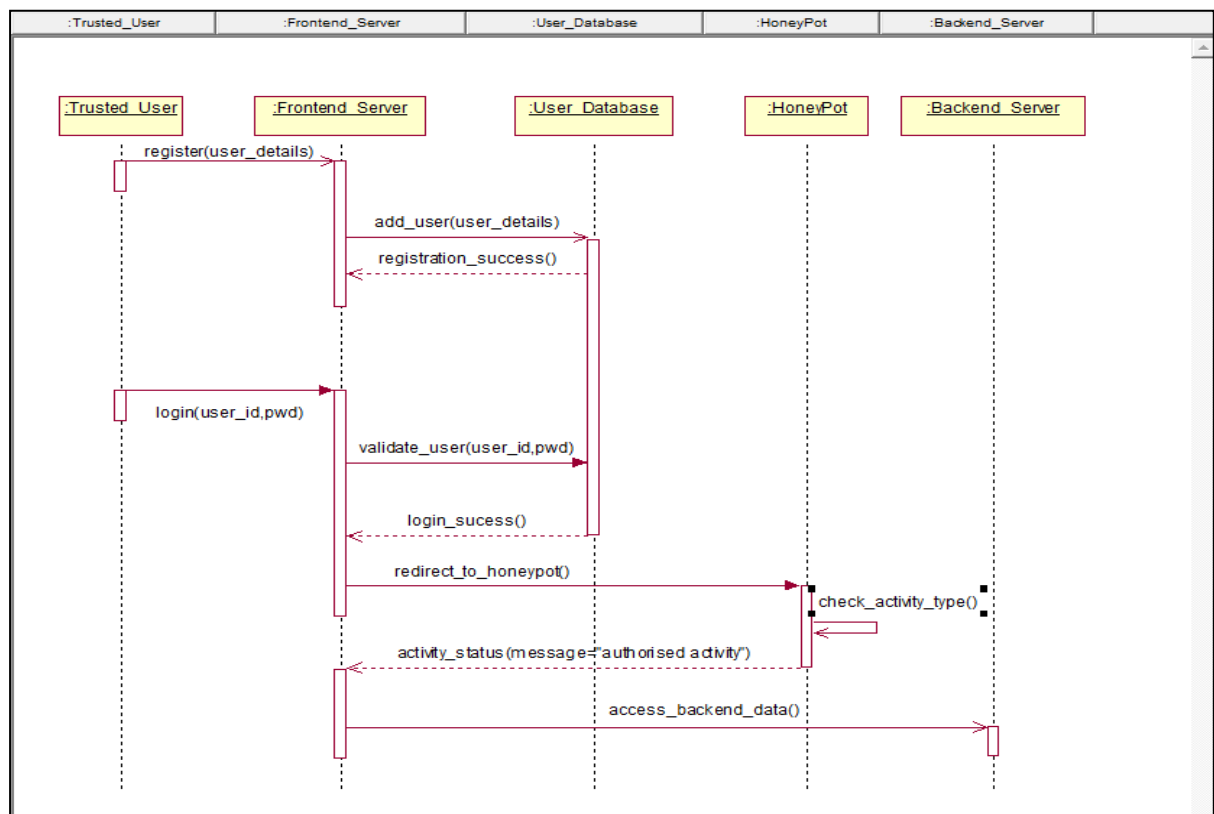 :Trusted_User
:Frontend_Server
:User_Database
:HoneyPot
:Backend_Server
:Trusted_User
:Frontend_Server
:User_Database
:HoneyPot
:Backend_Server
register(user_details)
add_user(user_details)
registration_success()
login(user_id,pwd)
validate_user(user_id,pwd)
login_sucess()
redirect_to_honeypot()
check_activity_type()
activity_status(message="authorised activity")
access_backend_data()